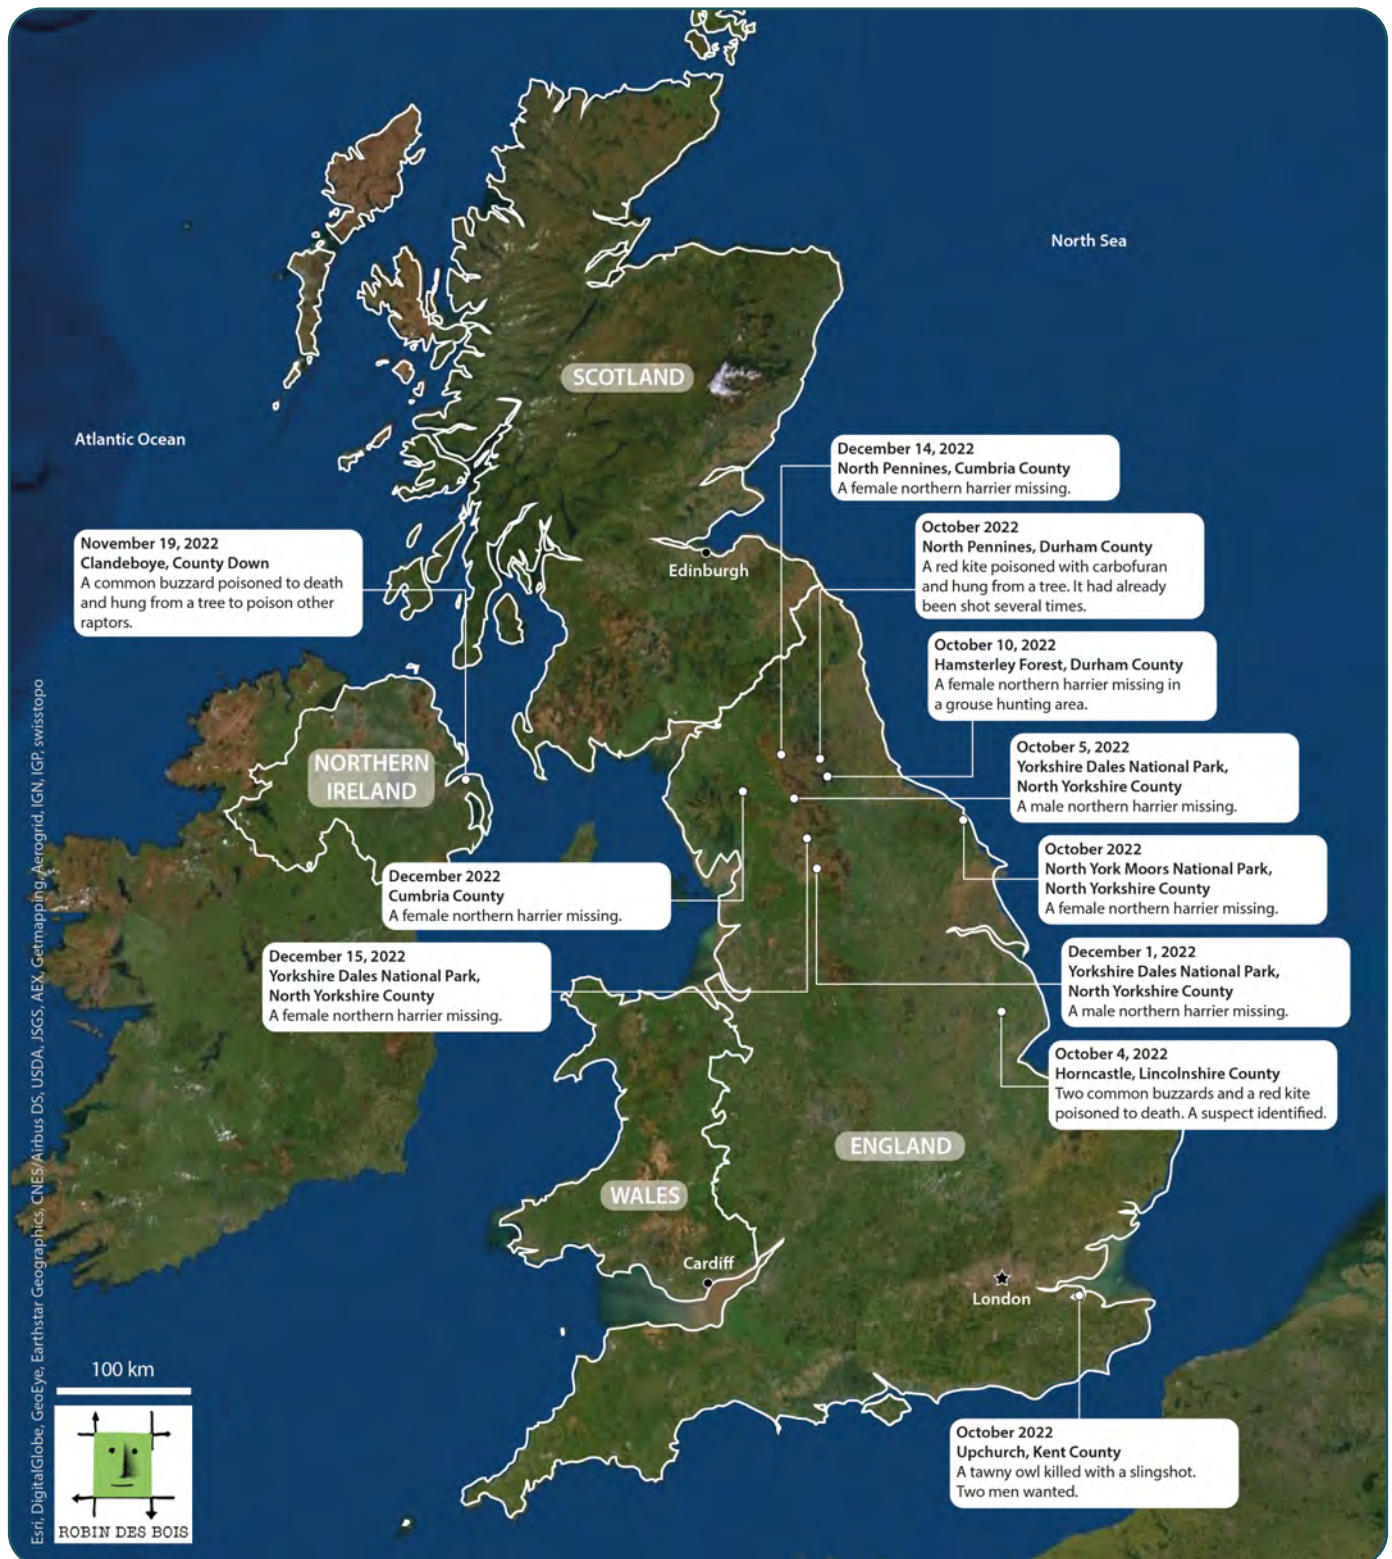 North Sea
SCOTLAND
Atlantic Ocean
December 14, 2022
North Pennines, Cumbria County
A female northern harrier missing.
October 2022
North Pennines, Durham County
A red kite poisoned with carbofuran
and hung from a tree. It had already
been shot several times.
November 19, 2022
Clandeboye, County Down
A common buzzard poisoned to death
and hung from a tree to poison other
raptors.
Edinburgh
October 10, 2022
Hamsterley Forest, Durham County
A female northern harrier missing in
a grouse hunting area.
October 5, 2022
Yorkshire Dales National Park,
North Yorkshire County
A male northern harrier missing.
NORTHERN
IRELAND
October 2022
North York Moors National Park,
North Yorkshire County
A female northern harrier missing.
December 2022
Cumbria County
A female northern harrier missing.
December 15, 2022
Yorkshire Dales National Park,
North Yorkshire County
A female northern harrier missing.
December 1, 2022
Yorkshire Dales National Park,
North Yorkshire County
A male northern harrier missing.
October 4, 2022
Horncastle, Lincolnshire County
Two common buzzards and a red kite
poisoned to death. A suspect identified.
ENGLAND
WALES
Cardiff
London
October 2022
Upchurch, Kent County
A tawny owl killed with a slingshot.
Two men wanted.
100 km
ROBIN DES BOIS
Esri, DigitalGlobe, GeoEye, Earthstar Geographics, CNES/Airbus DS, USDA, JSGS, AEX, Getmapping, Aerogrid, IGN, IGP, swisstopo